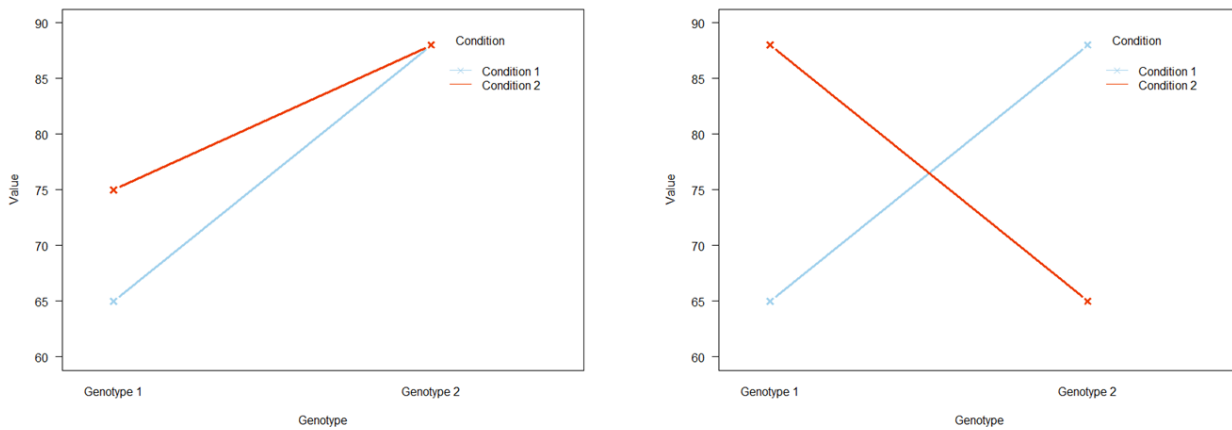 90
85
80
75
70
65
60
Value
Condition
Condition 1
Condition 2
Genotype 1
Genotype 2
Genotype
90
85
80
75
70
65
60
Value
Condition
Condition 1
Condition 2
Genotype 1
Genotype 2
Genotype